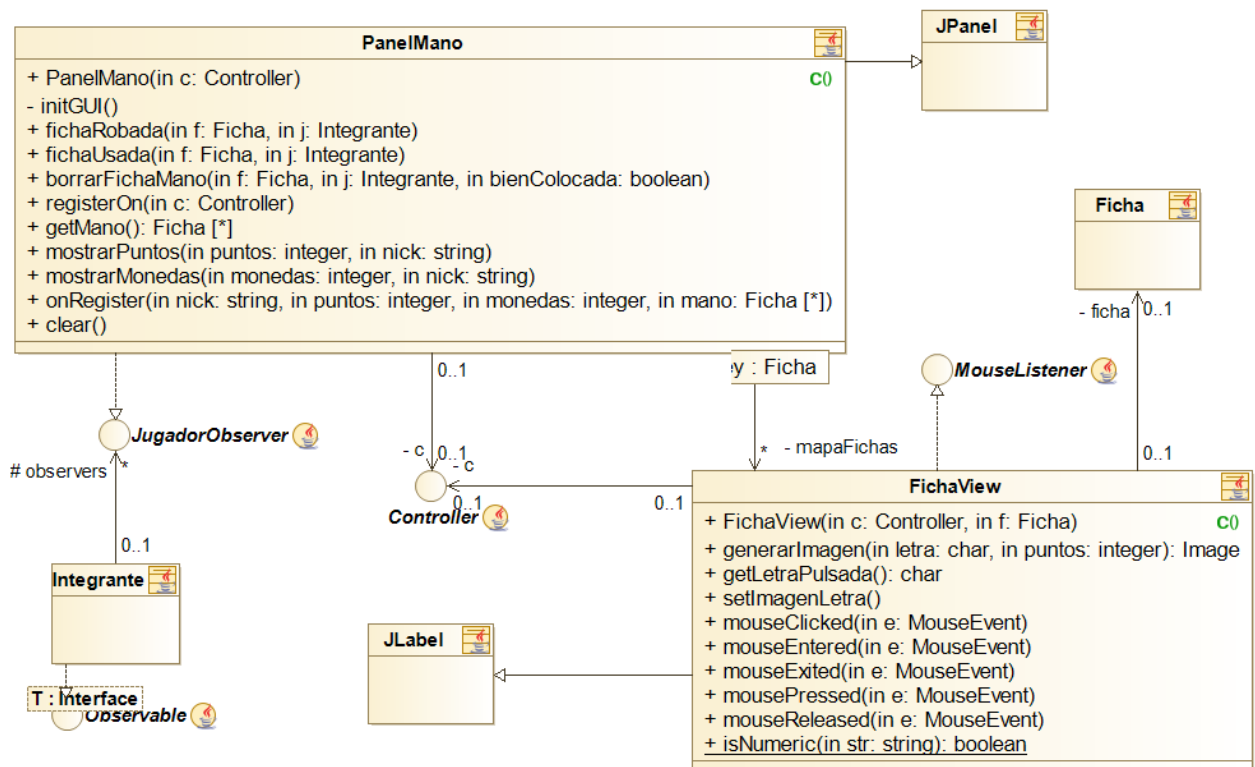 PanelMano
+ PanelMano(in c: Controller)
C()
- initGUI()
+ fichaRobada(in f: Ficha, in j: Integrante)
+ fichaUsada(in f: Ficha, in j: Integrante)
+ borrarFichaMano(in f: Ficha, in j: Integrante, in bienColocada: boolean)
+ registerOn(in c: Controller)
+ getMano(): Ficha [*]
+ mostrarPuntos(in puntos: integer, in nick: string)
+ mostrarMonedas(in monedas: integer, in nick: string)
+ onRegister(in nick: string, in puntos: integer, in monedas: integer, in mano: Ficha [*])
+ clear()
JPanel
Ficha
- ficha
0..1
0..1
ey : Ficha
MouseListener
0..1
JugadorObserver
# observers
*
- c
0..1
- c
0..1
Controller
0..1
*
- mapaFichas
0..1
Integrante
T : Interface
Observable
JLabel
FichaView
+ FichaView(in c: Controller, in f: Ficha)
C()
+ generarImagen(in letra: char, in puntos: integer): Image
+ getLetraPulsada(): char
+ setImagenLetra()
+ mouseClicked(in e: MouseEvent)
+ mouseEntered(in e: MouseEvent)
+ mouseExited(in e: MouseEvent)
+ mousePressed(in e: MouseEvent)
+ mouseReleased(in e: MouseEvent)
+ isNumeric(in str: string): boolean